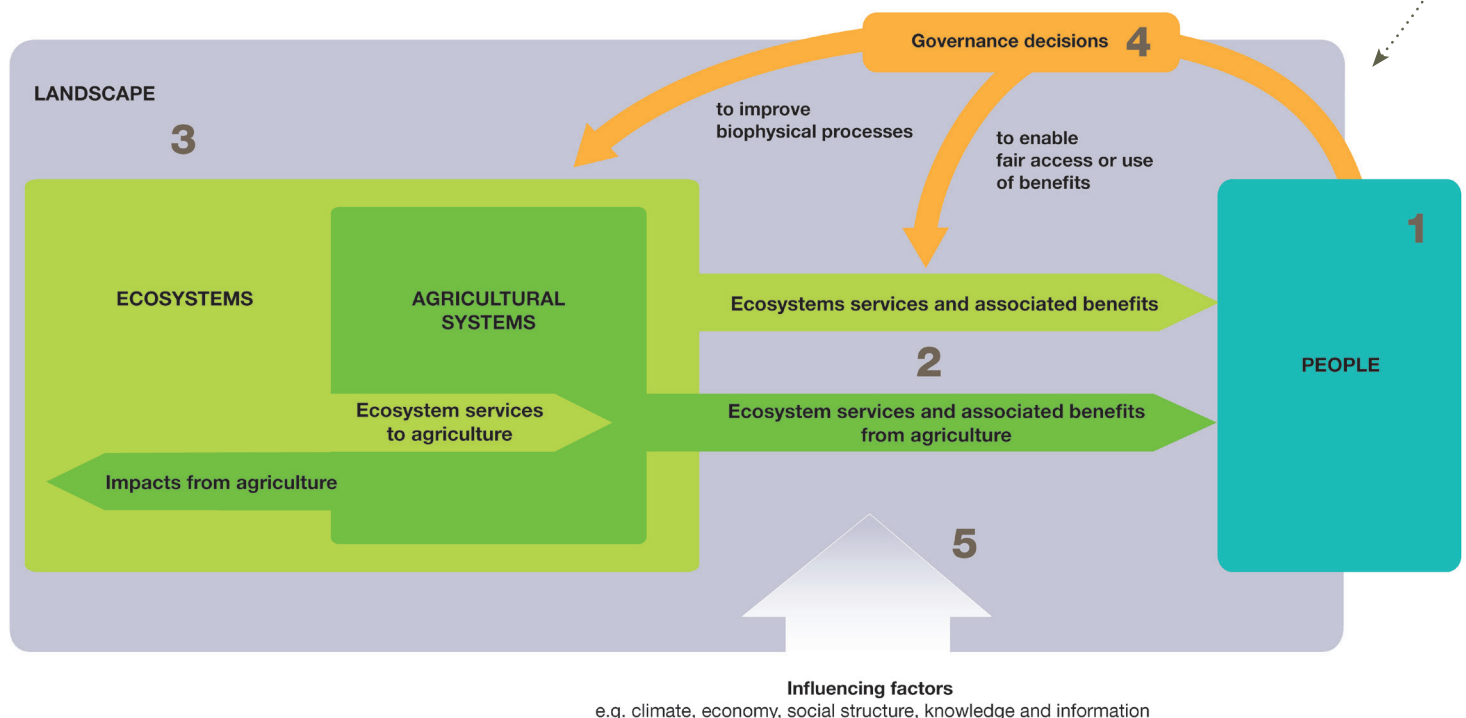 Governance decisions 4
LANDSCAPE
3
to improve
biophysical processes
to enable
fair access or use
of benefits
1
ECOSYSTEMS
AGRICULTURAL
SYSTEMS
Ecosystems services and associated benefits
2
PEOPLE
Ecosystem services
to agriculture
Ecosystem services and associated benefits
from agriculture
Impacts from agriculture
5
Influencing factors
e.g. climate, economy, social structure, knowledge and information